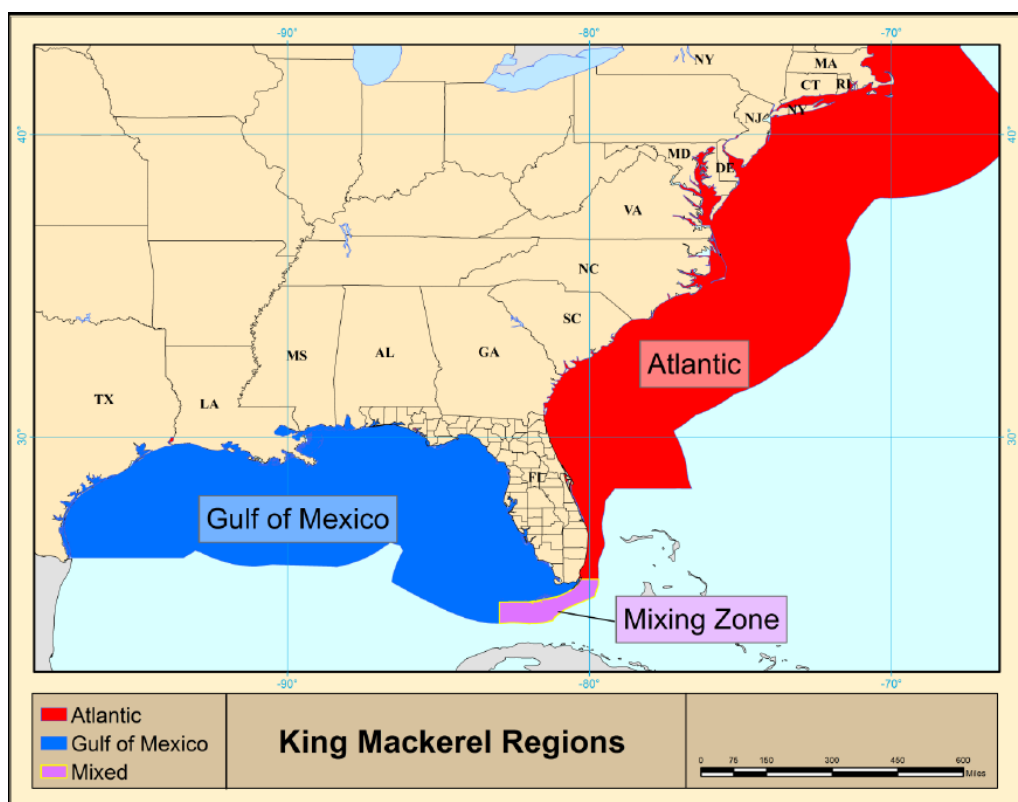 -90°
-80°
-70°
NY
MA
CT
RI
NY
NJ
40°
40°
MD
DE
VA
NC
SC
MS
AL
GA
Atlantic
TX
LA
30°
30°
FL
Gulf of Mexico
Mixing Zone
-90°
-80°
-70°
Atlantic
Gulf of Mexico
Mixed
King Mackerel Regions
0 75 150 300 450 600
Miles